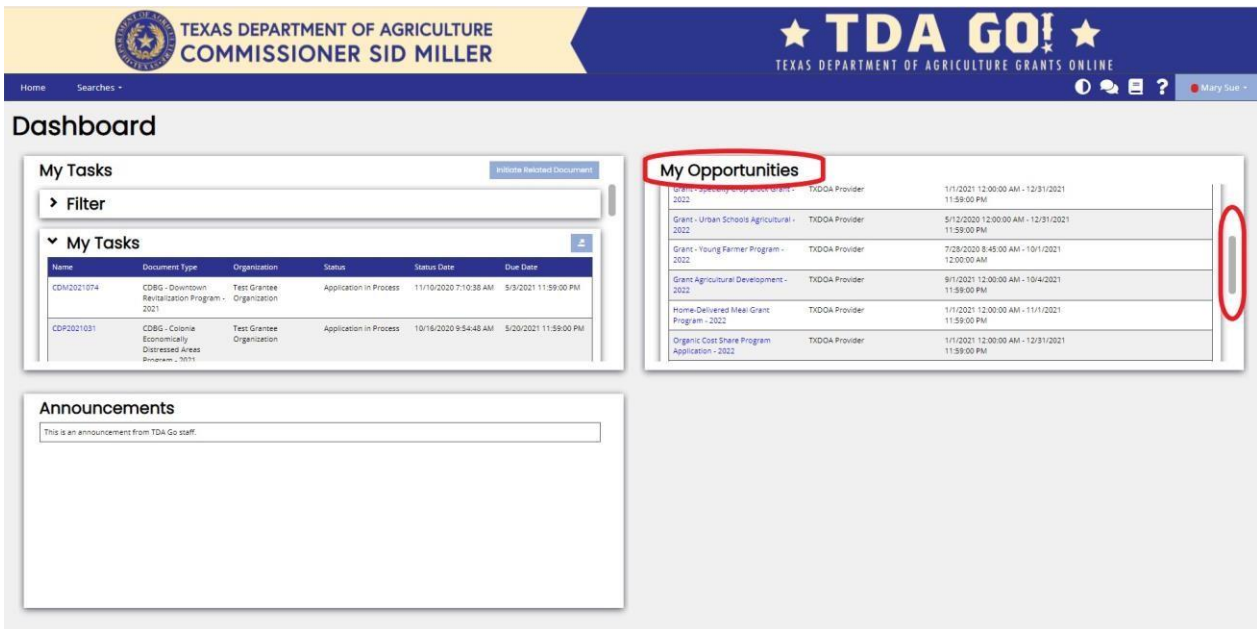 TEXAS DEPARTMENT OF AGRICULTURE
COMMISSIONER SID MILLER
TDA GO!
TEXAS DEPARTMENT OF AGRICULTURE GRANTS ONLINE
Home Searches
? Mary Sue
Dashboard
My Tasks
Initiate Related Document
Filter
My Tasks
Name Document Type Organization Status Status Date Due Date
CDM2021074 CDBG - Downtown Test Grantee Application in Process 11/10/2020 7:10:38 AM 5/3/2021 11:59:00 PM
Revitalization Program - Organization
2021
CDP2021031 CDBG - Colonia Test Grantee Application in Process 10/16/2020 9:54:48 AM 5/20/2021 11:59:00 PM
Economically Organization
Distressed Areas
Program - 2021
My Opportunities
Grant - Specialty Crop Block Grant - TXDOA Provider 1/1/2021 12:00:00 AM - 12/31/2021
2022 11:59:00 PM
Grant - Urban Schools Agricultural - TXDOA Provider 5/12/2020 12:00:00 AM - 12/31/2021
2022 11:59:00 PM
Grant - Young Farmer Program - TXDOA Provider 7/28/2020 8:45:00 AM - 10/1/2021
2022 12:00:00 AM
Grant Agricultural Development - TXDOA Provider 9/1/2021 12:00:00 AM - 10/4/2021
2022 11:59:00 PM
Home-Delivered Meal Grant TXDOA Provider 1/1/2021 12:00:00 AM - 11/1/2021
Program - 2022 11:59:00 PM
Organic Cost Share Program TXDOA Provider 1/1/2021 12:00:00 AM - 12/31/2021
Application - 2022 11:59:00 PM
Announcements
This is an announcement from TDA Go staff.